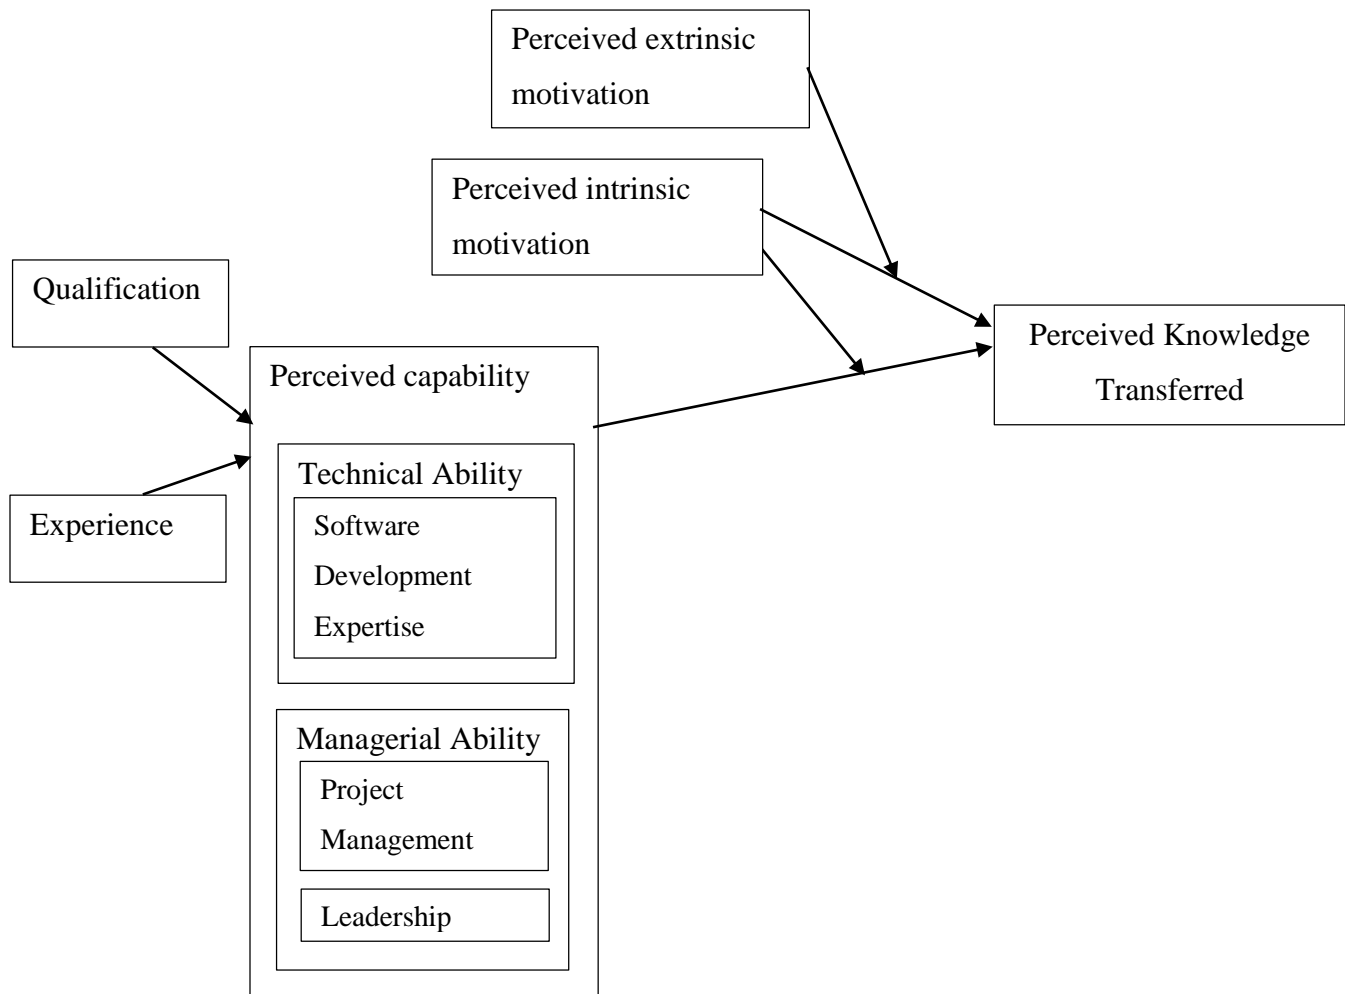 Perceived extrinsic
motivation
Perceived intrinsic
motivation
Qualification
Perceived Knowledge
Transferred
Perceived capability
Technical Ability
Software
Development
Expertise
Experience
Managerial Ability
Project
Management
Leadership